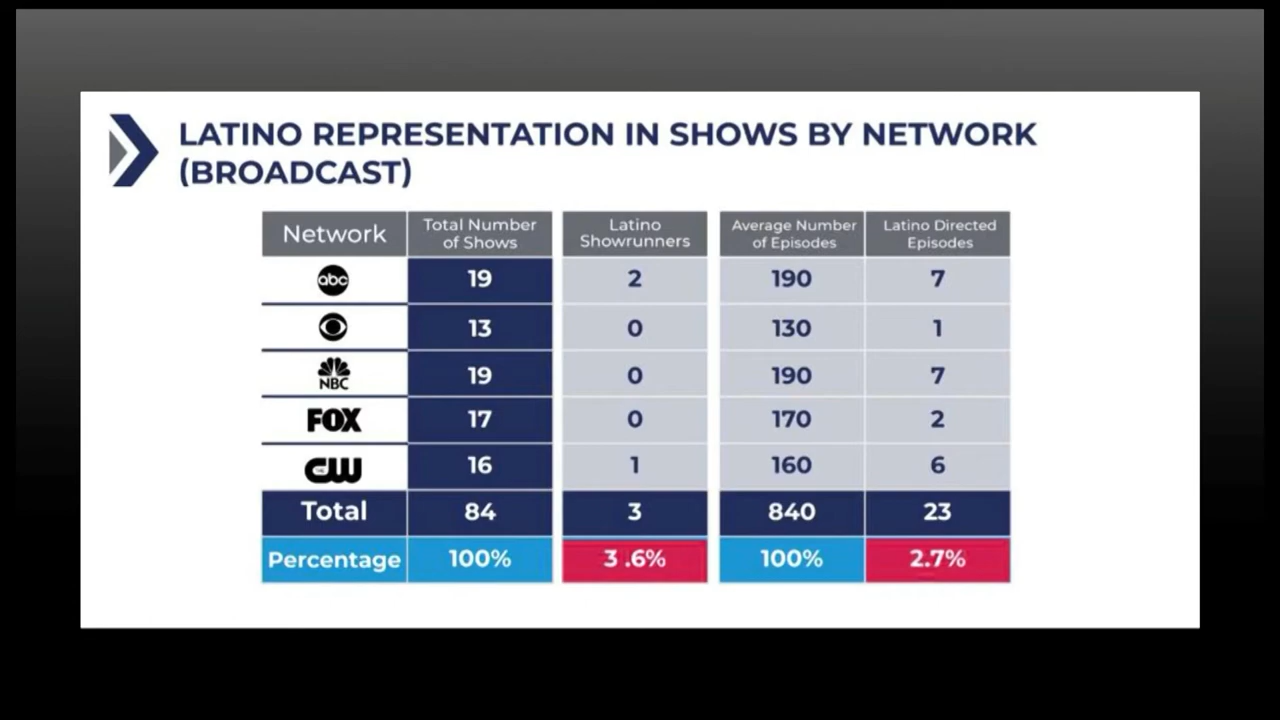 LATINO REPRESENTATION IN SHOWS BY NETWORK
(BROADCAST)
Network Total Number of Shows Latino Showrunners Average Number of Episodes Latino Directed Episodes
abc 19 2 190 7
13 0 130 1
NBC 19 0 190 7
FOX 17 0 170 2
THE CW 16 1 160 6
Total 84 3 840 23
Percentage 100% 3 .6% 100% 2.7%